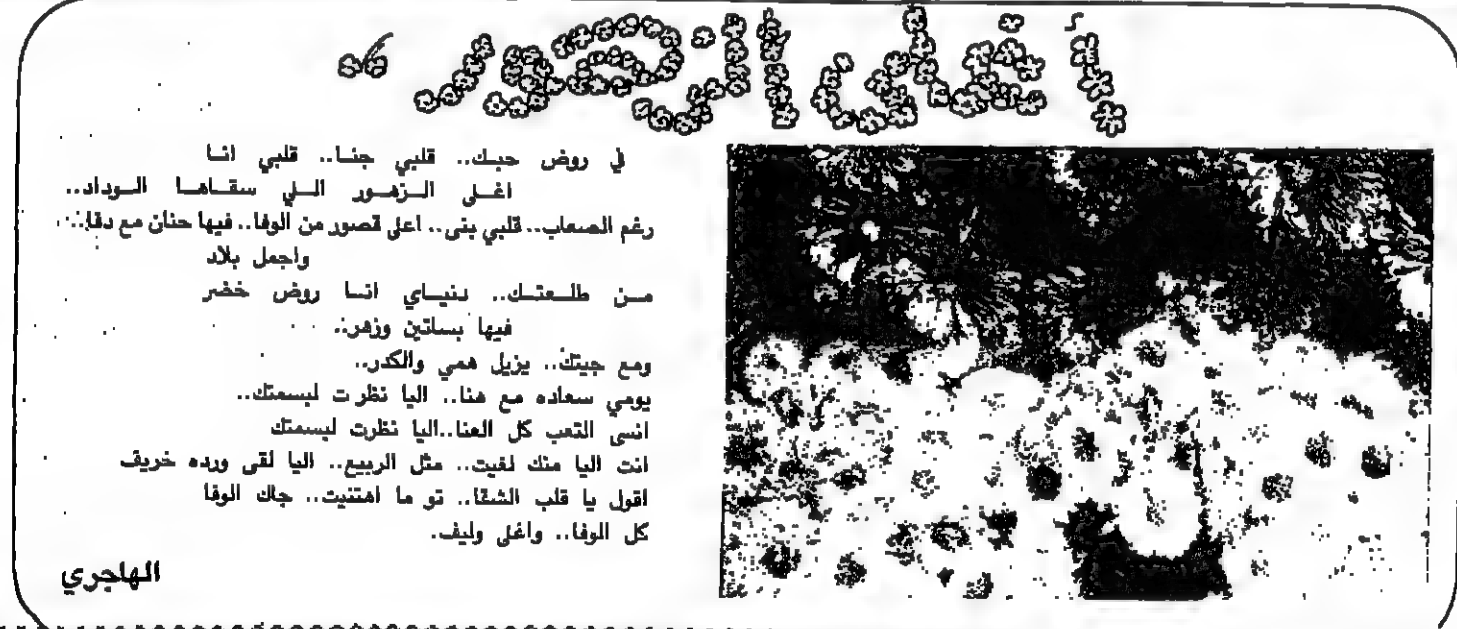 أغلى الزهور
في روض حبك.. قلبي جنا.. قلبي انا
اغلى الزهور اللي سقاها الوداد..
رغم الصعاب.. قلبي بنى.. اعلى قصور من الوفا.. فيها حنان مع دفا..
واجمل بلاد
من طلعتك.. دنياي انا روض خضر
فيها بساتين وزهر..
ومع جيتك.. يزيل همي والكدر..
يومي سعاده مع هنا.. اليا نظرت لبسمتك..
انسى التعب كل العنا..اليا نظرت لبسمتك
انت اليا منك لفيت.. مثل الربيع.. اليا لقى ورده خريف
اقول يا قلب الشقا.. تو ما اهتنيت.. جاك الوفا
كل الوفا.. واغلى وليف.
الهاجري